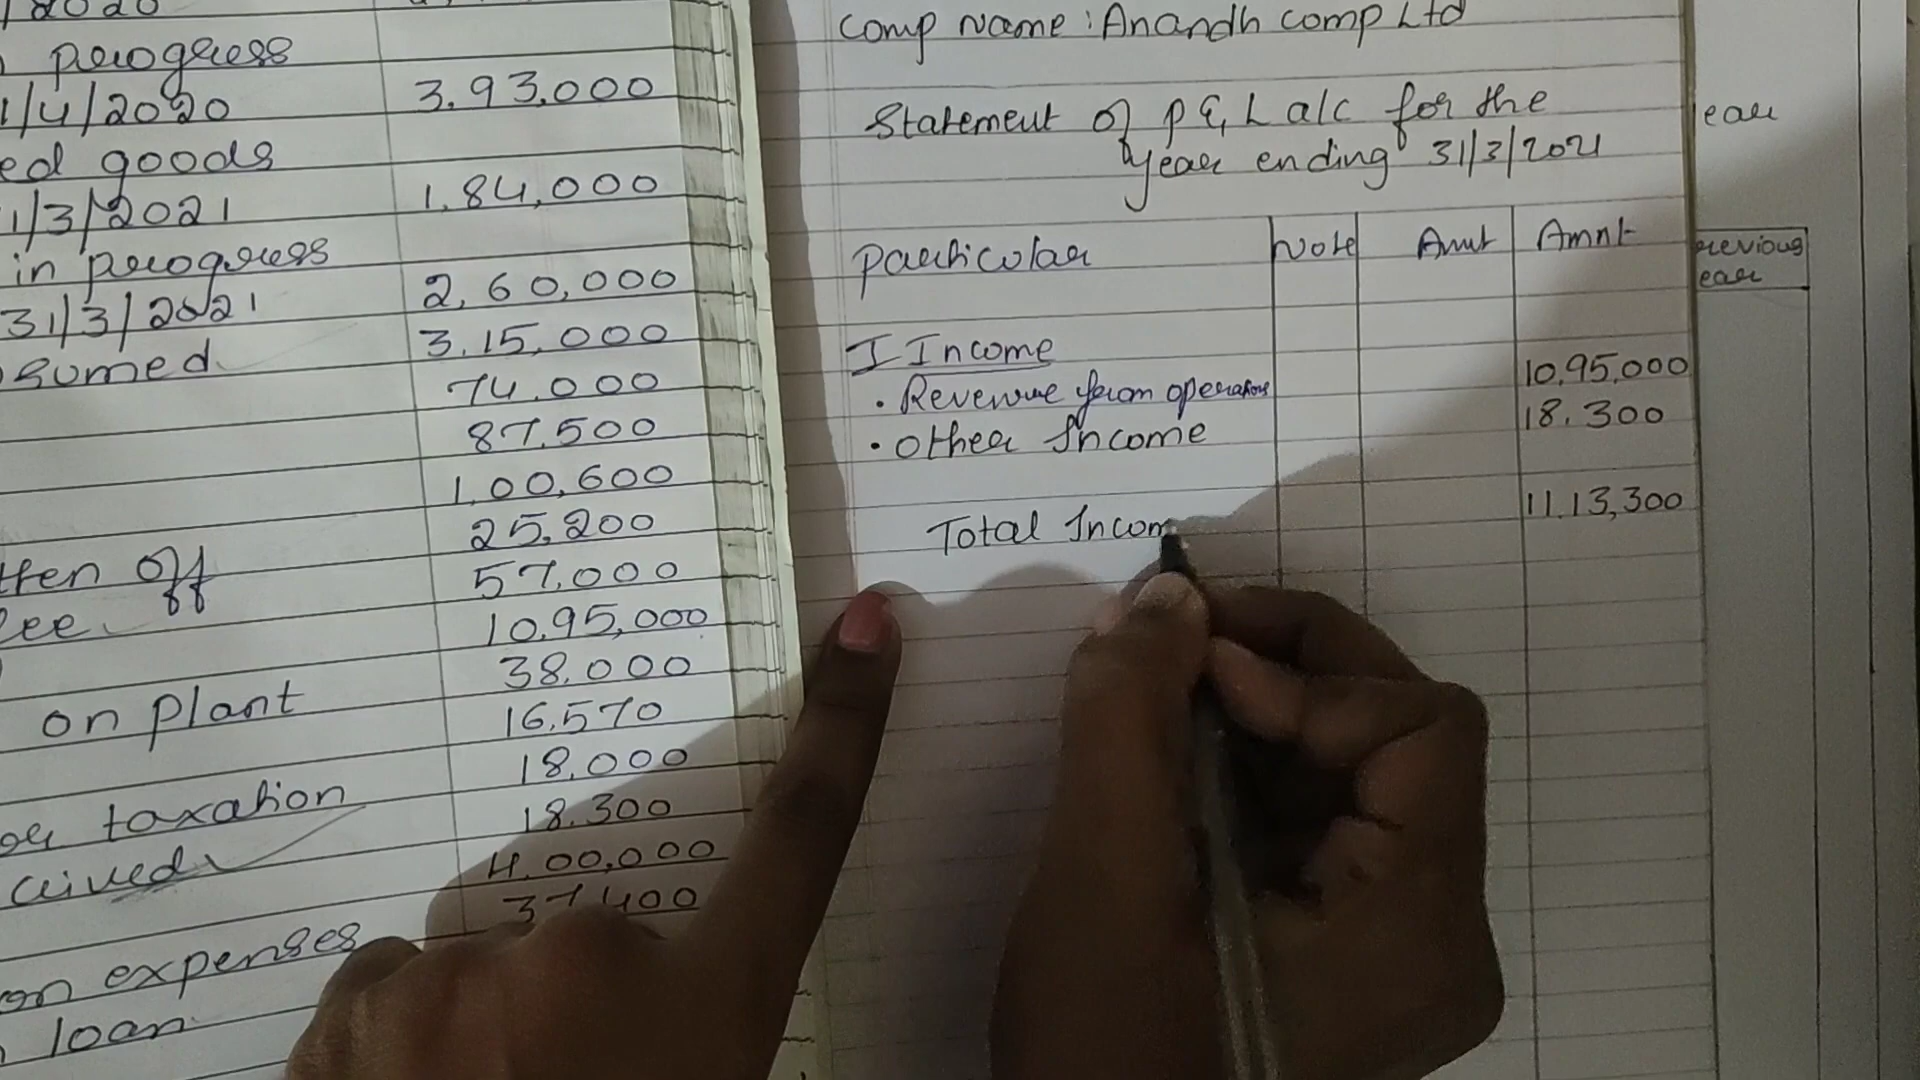 /2020
progress
1/4/2020 3,93,000
ed goods
1/3/2021 1,84,000
in progress
31/3/2021 2,60,000
sumed 3,15,000
74,000
87,500
1,00,600
25,200
tten off 57,000
ee 10,95,000
38,000
on plant 16,570
18,000
taxation 18,300
ceived 4,00,000
37,400
on expenses
loan
Comp Name : Anandh comp Ltd
Statement of P & L a/c for the
year ending 31/3/2021
Particular Note Amt Amnt
I Income
• Revenue from operations 10,95,000
• Other Income 18,300
Total Incom 11,13,300
ear
revious
ear